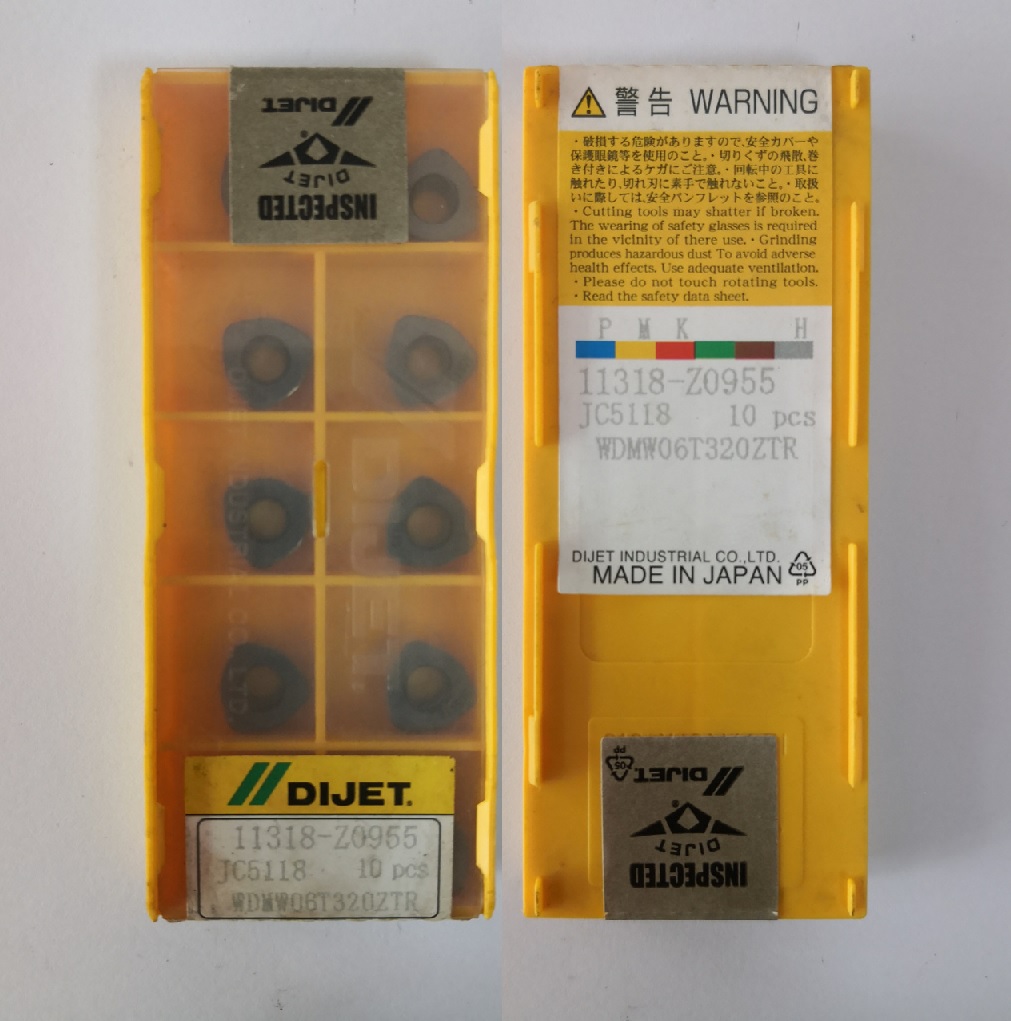 DIJET
DIJET
INSPECTED
DIJET
11318-Z0955
JC5118 10 pcs
WDMW06T320ZTR
警告 WARNING
・破損する危険がありますので、安全カバーや
保護眼鏡等を使用のこと。・切りくずの飛散、巻
き付きによるケガにご注意。・回転中の工具に
触れたり、切れ刃に素手で触れないこと。・取扱
いに際しては、安全パンフレットを参照のこと。
・Cutting tools may shatter if broken.
The wearing of safety glasses is required
in the vicinity of there use.・Grinding
produces hazardous dust To avoid adverse
health effects. Use adequate ventilation.
・Please do not touch rotating tools.
・Read the safety data sheet.
P M K H
11318-Z0955
JC5118 10 pcs
WDMW06T320ZTR
DIJET INDUSTRIAL CO.,LTD.
MADE IN JAPAN
05
PP
PP
05
DIJET
DIJET
INSPECTED